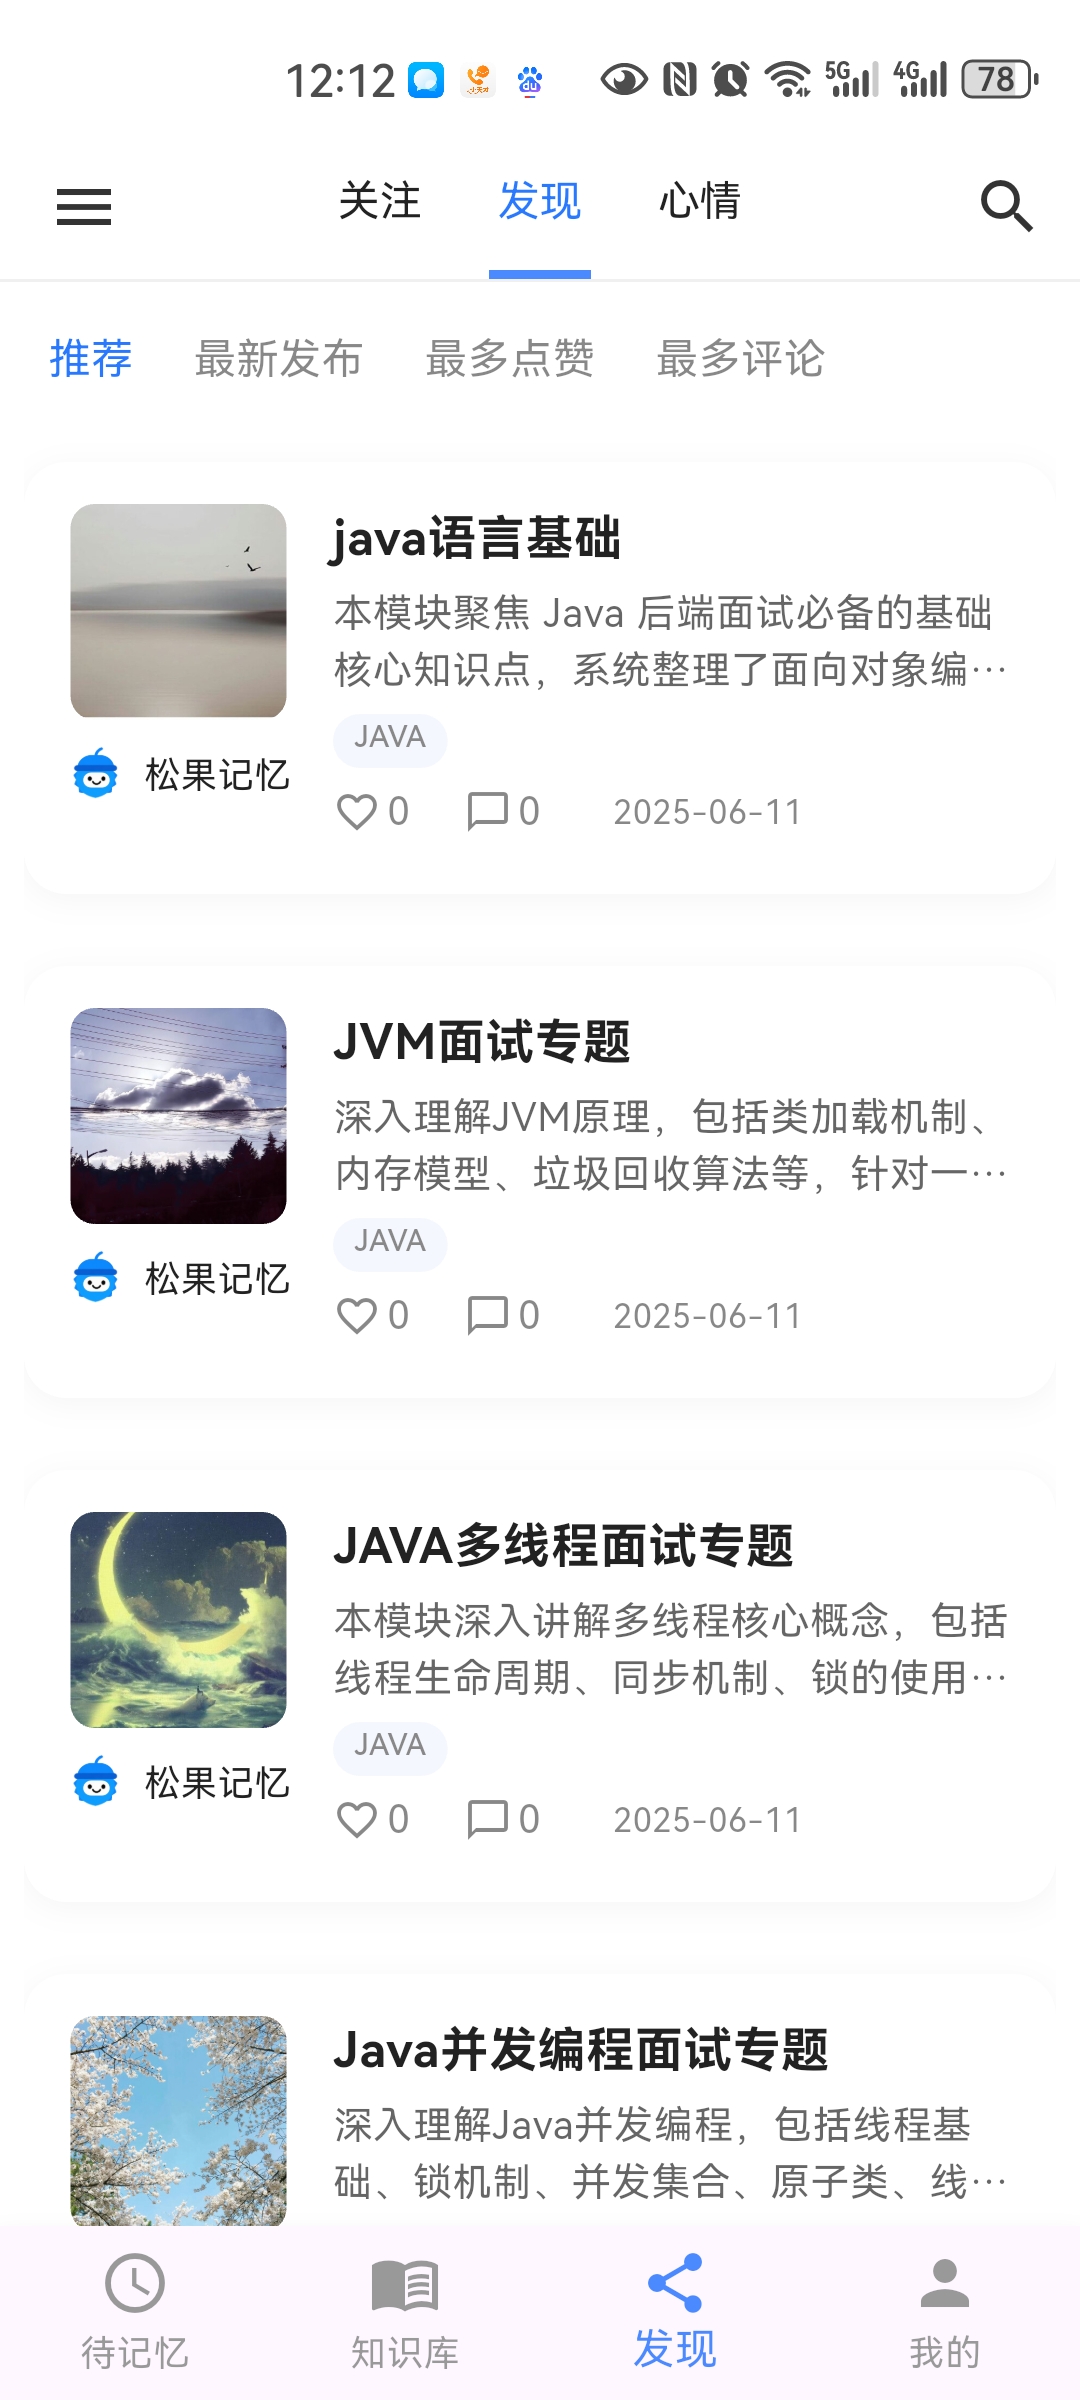 12:12 5G 4G 78
关注 发现 心情
推荐 最新发布 最多点赞 最多评论
java语言基础
本模块聚焦 Java 后端面试必备的基础
核心知识点，系统整理了面向对象编…
JAVA
松果记忆
0 0 2025-06-11
JVM面试专题
深入理解JVM原理，包括类加载机制、
内存模型、垃圾回收算法等，针对一…
JAVA
松果记忆
0 0 2025-06-11
JAVA多线程面试专题
本模块深入讲解多线程核心概念，包括
线程生命周期、同步机制、锁的使用…
JAVA
松果记忆
0 0 2025-06-11
Java并发编程面试专题
深入理解Java并发编程，包括线程基
础、锁机制、并发集合、原子类、线…
待记忆 知识库 发现 我的